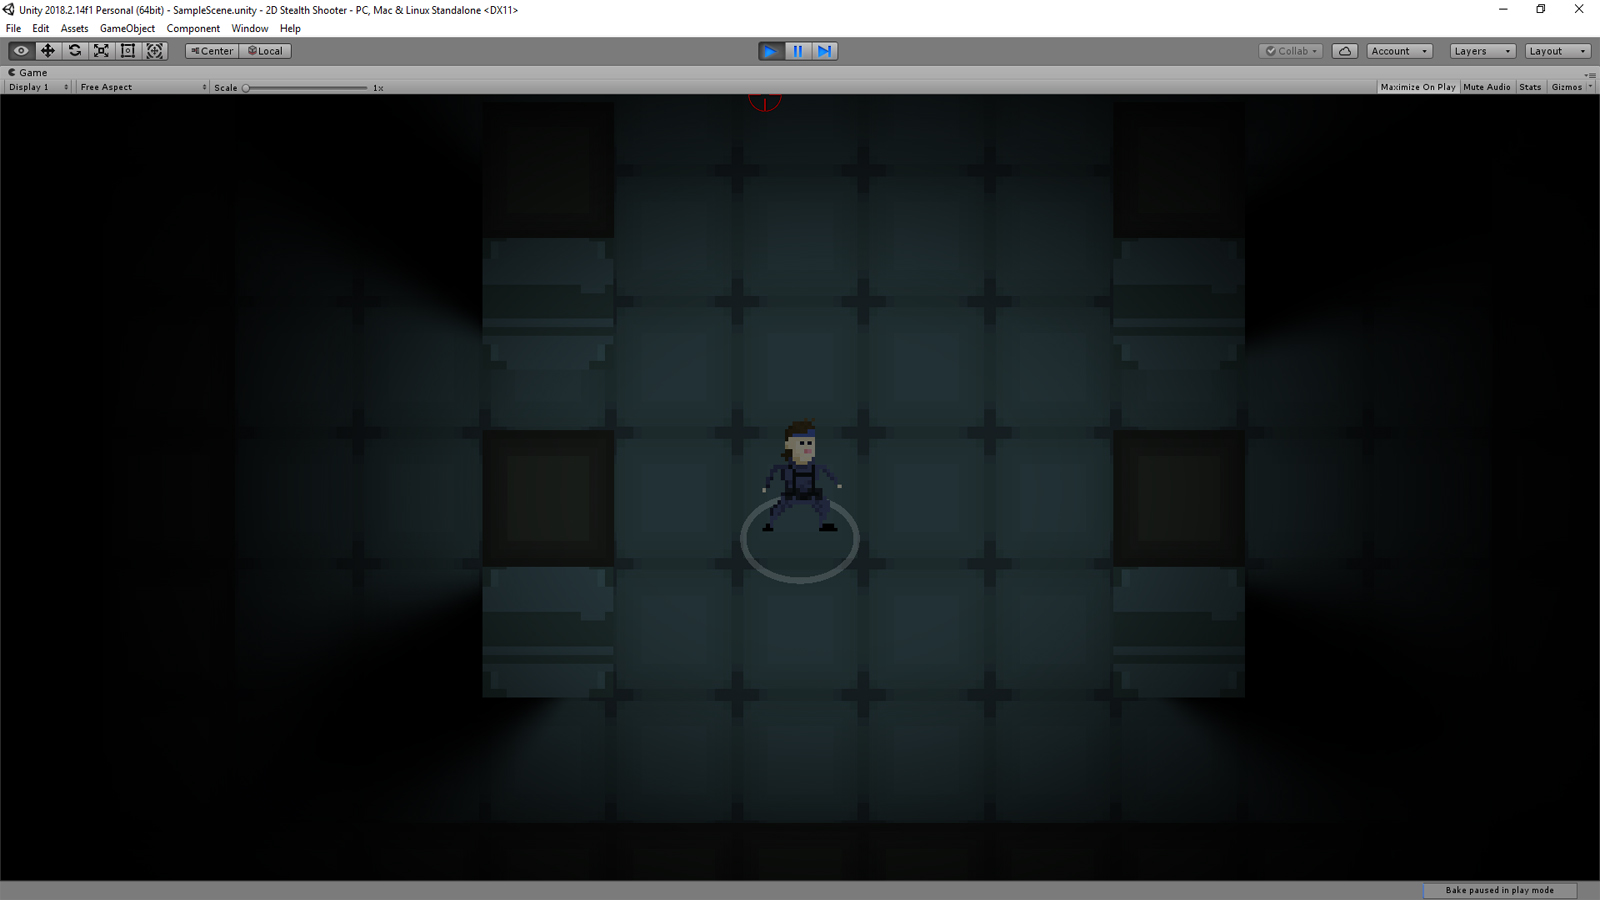 Unity 2018.2.14f1 Personal (64bit) - SampleScene.unity - 2D Stealth Shooter - PC, Mac & Linux Standalone <DX11>
File Edit Assets GameObject Component Window Help
Center Local Collab Account Layers Layout
Game
Display 1 Free Aspect Scale 1x Maximize On Play Mute Audio Stats Gizmos
Bake paused in play mode